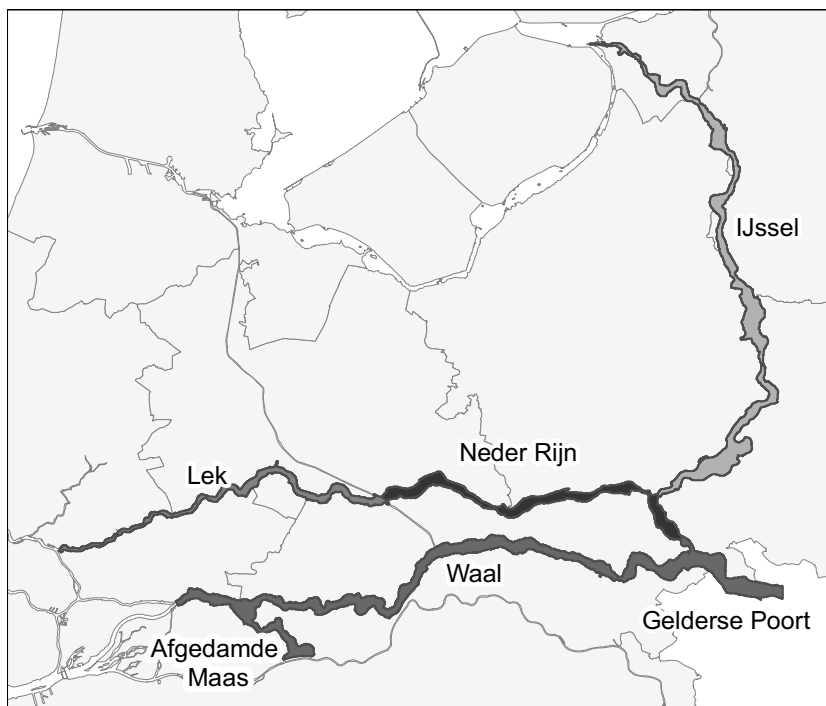 IJssel
Neder Rijn
Lek
Waal
Gelderse Poort
Afgedamde
Maas